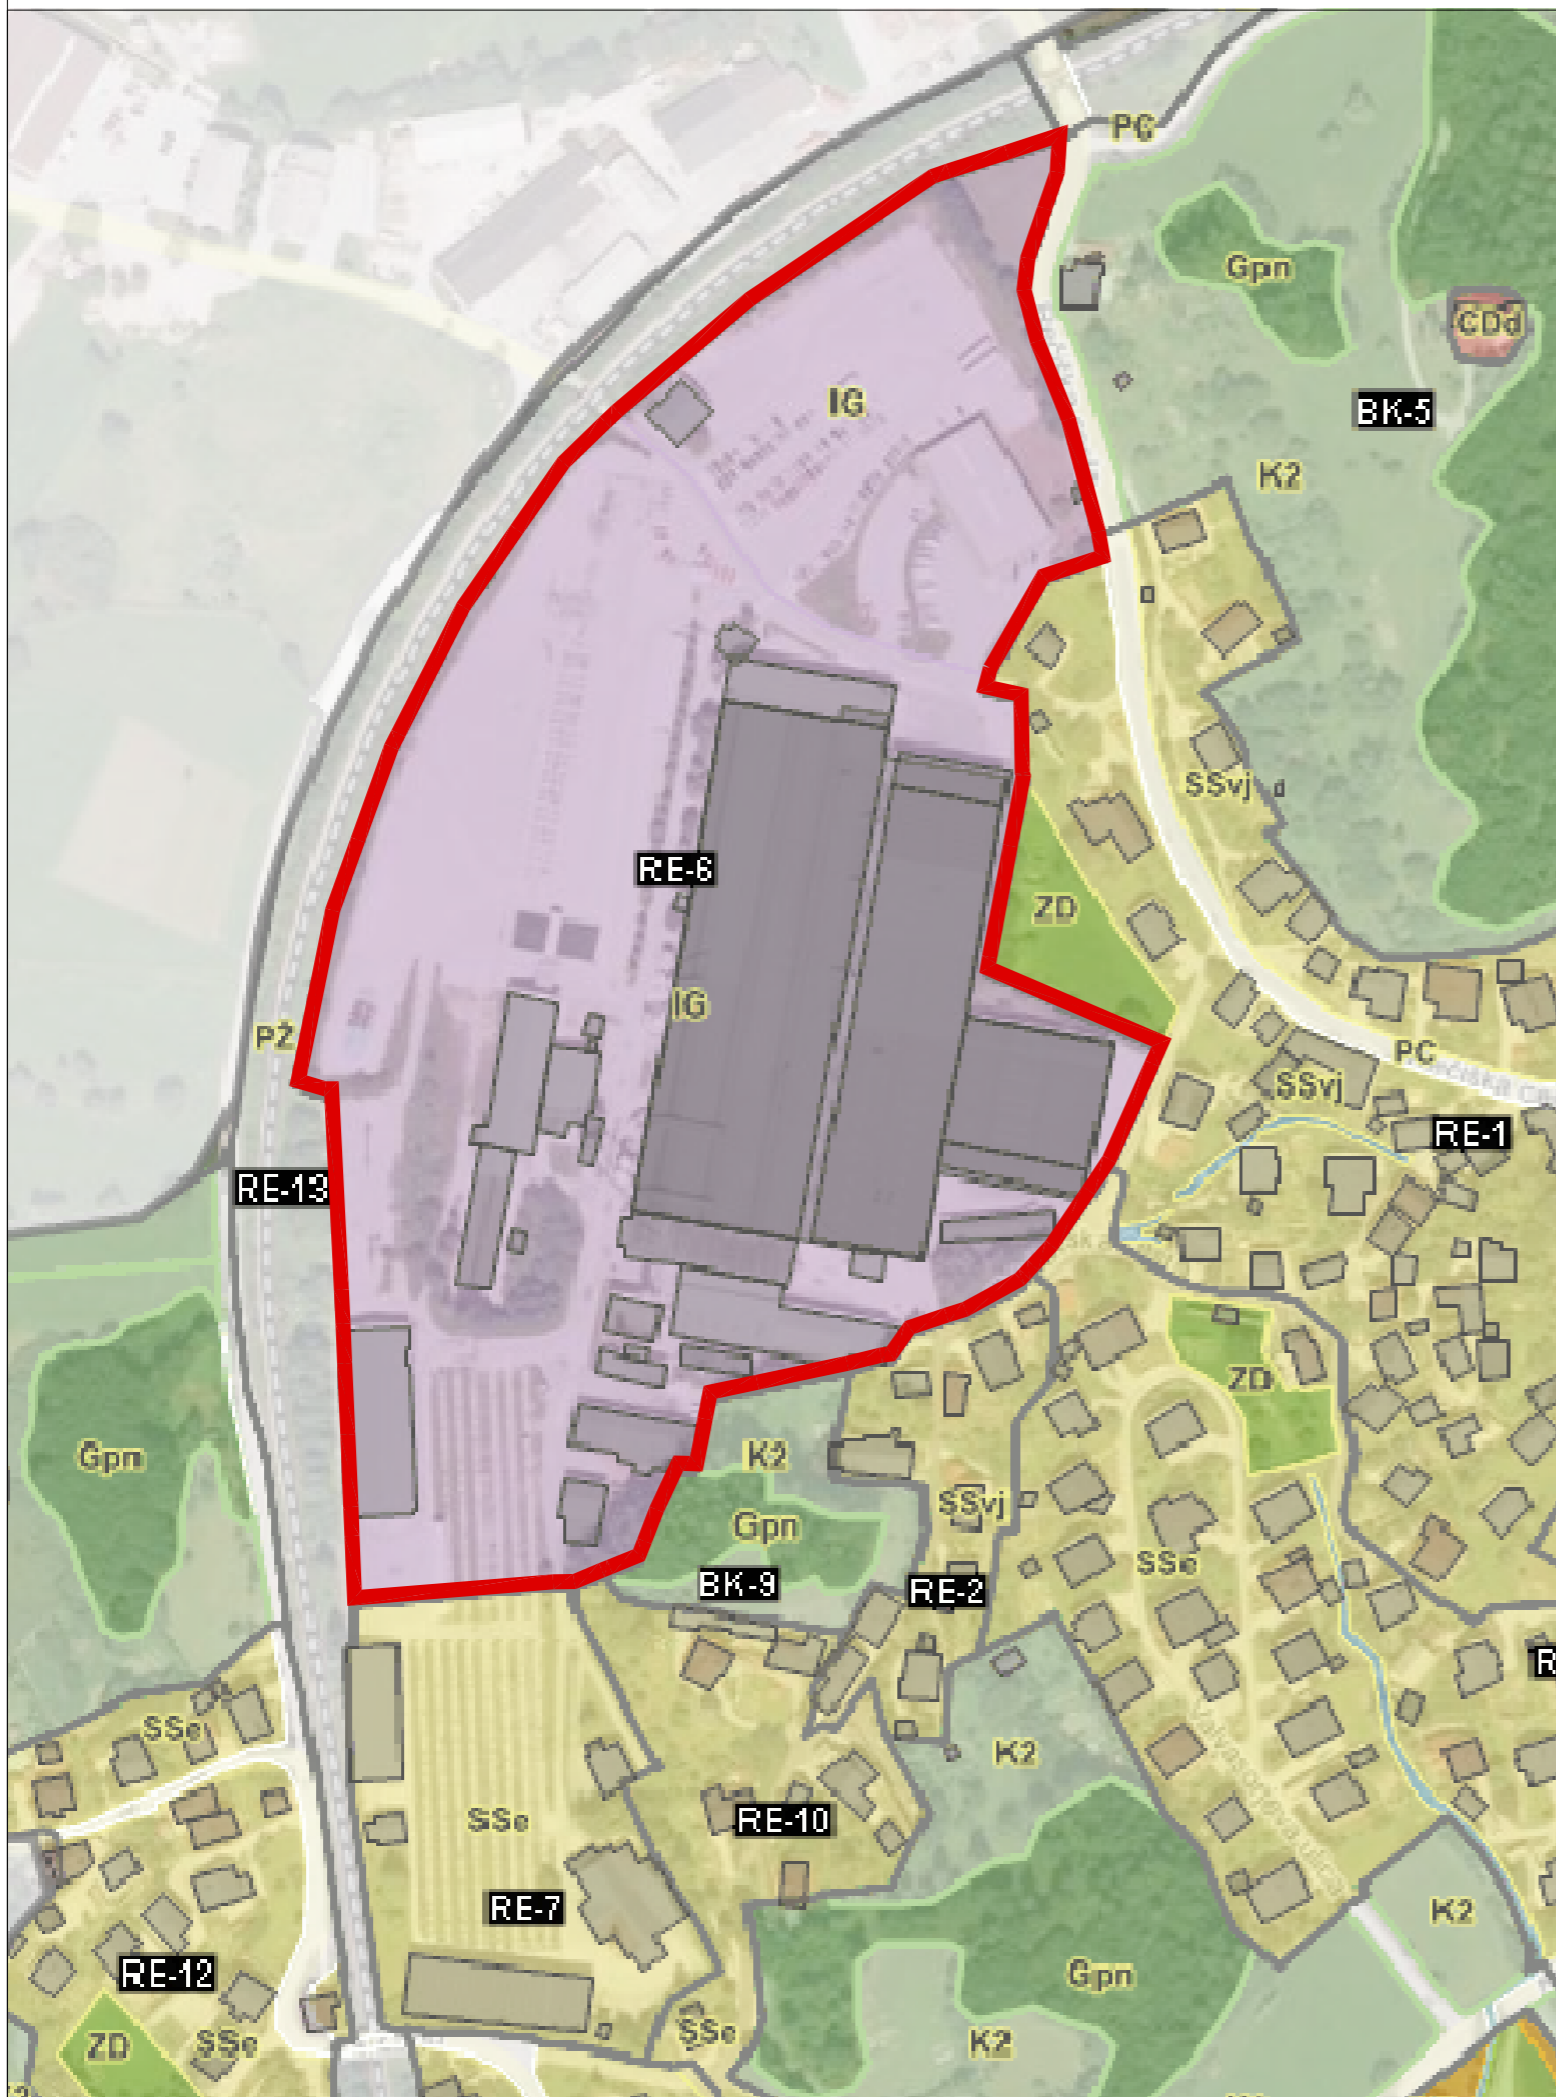 PC
Gpn
CDd
IG
BK-5
K2
SSvj
RE-6
ZD
IG
PŽ
PC
SSvj
RE-1
RE-13
ZD
Gpn
K2
SSvj
Gpn
SSe
BK-9
RE-2
SSe
K2
SSe
RE-10
RE-7
K2
RE-12
Gpn
SSe
ZD
SSe
K2